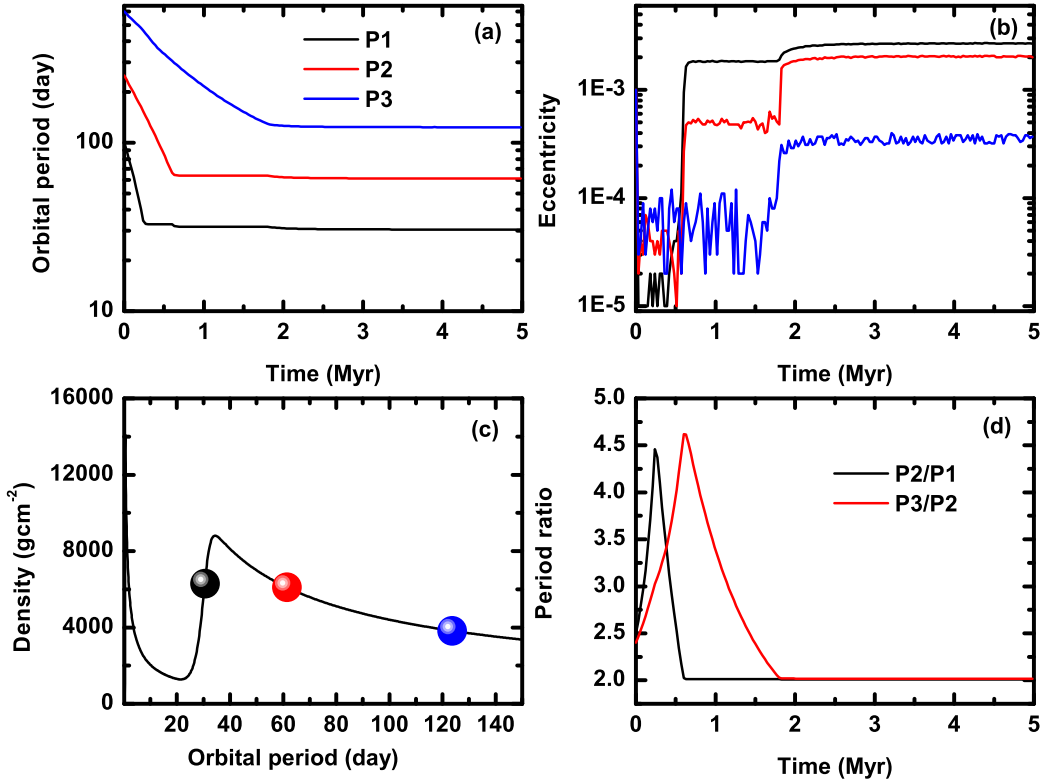 (a)
P1
P2
P3
Orbital period (day)
100
10
0 1 2 3 4 5
Time (Myr)
(b)
Eccentricity
1E-3
1E-4
1E-5
0 1 2 3 4 5
Time (Myr)
(c)
Density (gcm⁻²)
16000
12000
8000
4000
0
20 40 60 80 100 120 140
Orbital period (day)
(d)
P2/P1
P3/P2
Period ratio
5.0
4.5
4.0
3.5
3.0
2.5
2.0
0 1 2 3 4 5
Time (Myr)